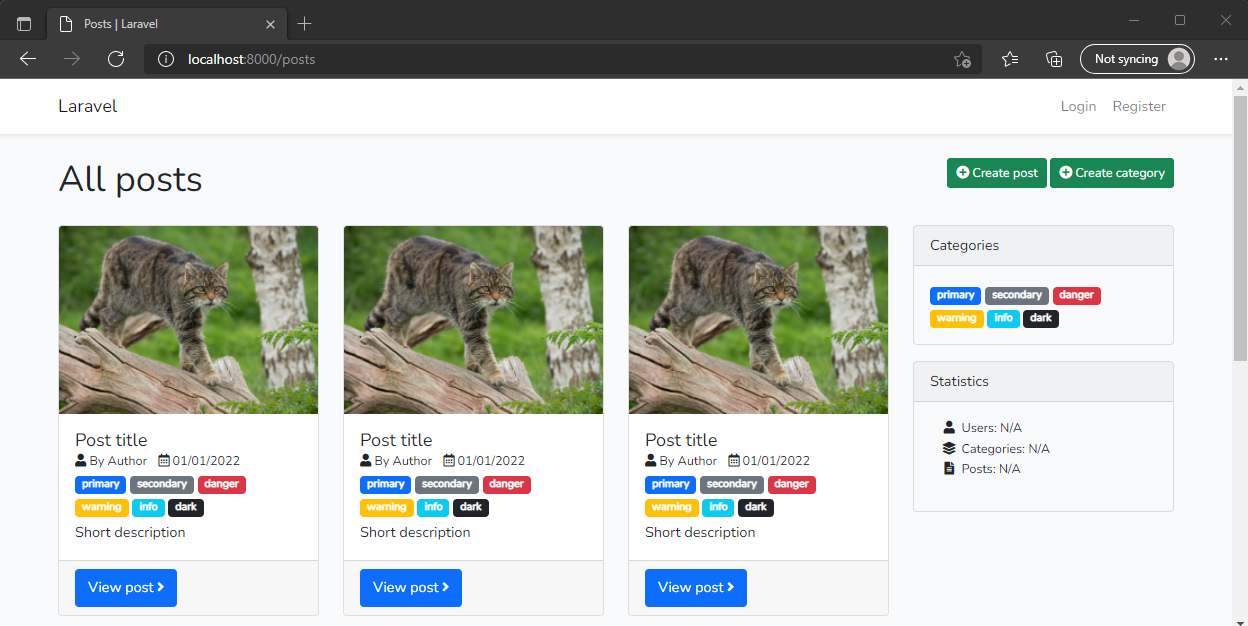 Posts | Laravel
localhost:8000/posts
Not syncing
Laravel
Login Register
All posts
Create post Create category
Post title
By Author 01/01/2022
primary secondary danger
warning info dark
Short description
View post
Post title
By Author 01/01/2022
primary secondary danger
warning info dark
Short description
View post
Post title
By Author 01/01/2022
primary secondary danger
warning info dark
Short description
View post
Categories
primary secondary danger
warning info dark
Statistics
Users: N/A
Categories: N/A
Posts: N/A